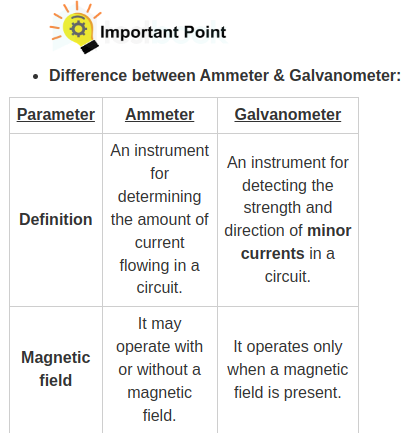 Important Point
• Difference between Ammeter & Galvanometer:
Parameter Ammeter Galvanometer
Definition
An instrument
for
determining
the amount of
current
flowing in a
circuit.
An instrument for
detecting the
strength and
direction of minor
currents in a
circuit.
Magnetic
field
It may
operate with
or without a
magnetic
field.
It operates only
when a magnetic
field is present.